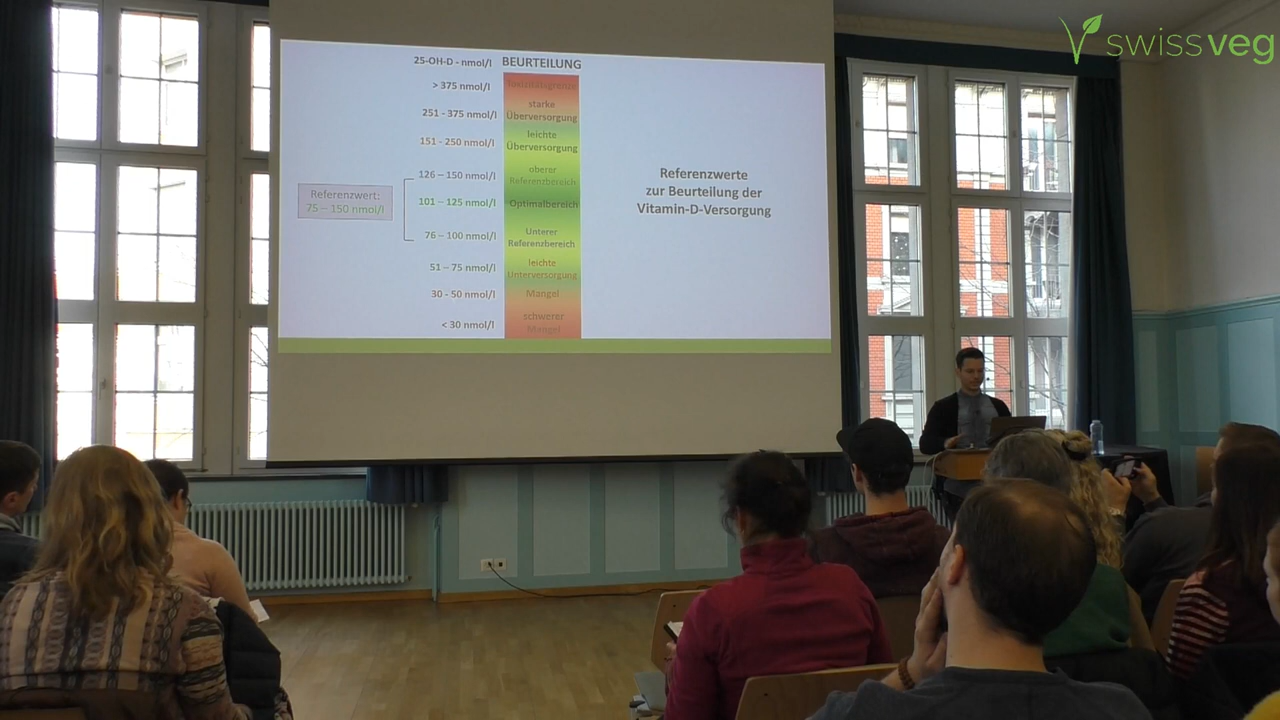 swissveg
25-OH-D - nmol/l BEURTEILUNG
> 375 nmol/l Toxizitätsgrenze
251 - 375 nmol/l starke
Überversorgung
151 - 250 nmol/l leichte
Überversorgung
126 – 150 nmol/l oberer
Referenzbereich
101 – 125 nmol/l Optimalbereich
76 – 100 nmol/l Unterer
Referenzbereich
51 – 75 nmol/l leichte
Unterversorgung
30 - 50 nmol/l Mangel
< 30 nmol/l schwerer
Mangel
Referenzwert:
75 – 150 nmol/l
Referenzwerte
zur Beurteilung der
Vitamin-D-Versorgung